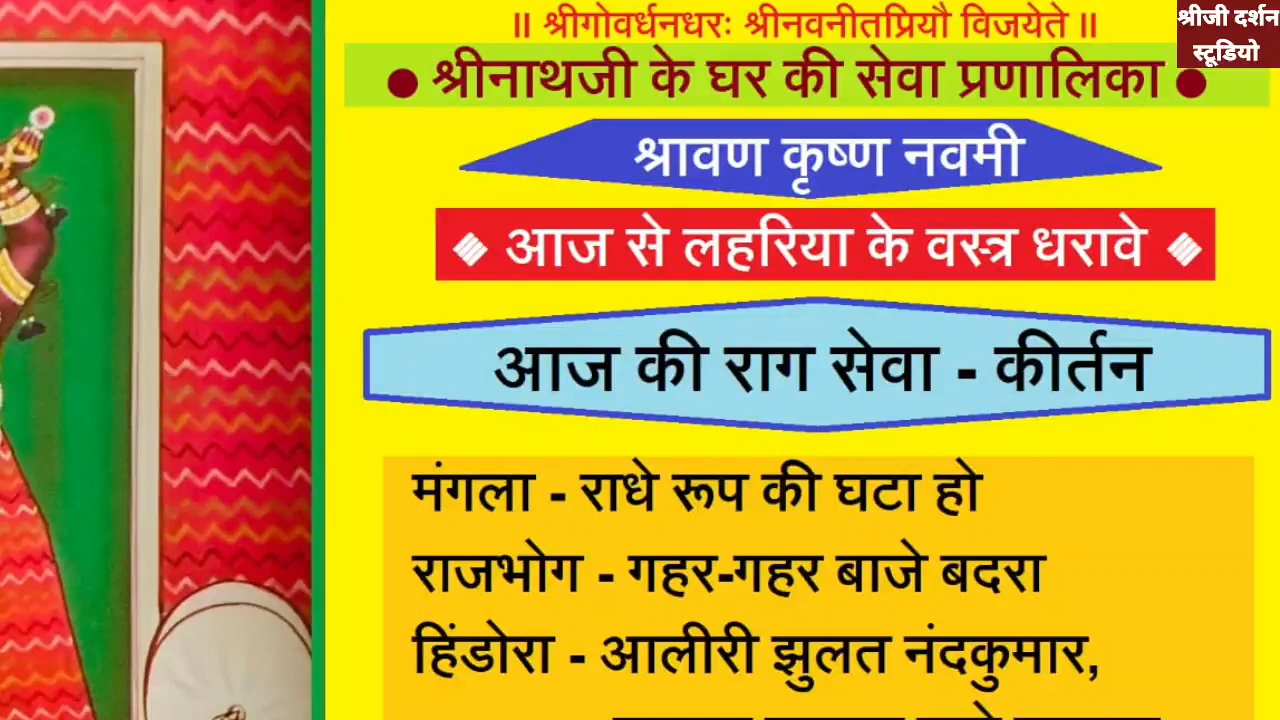 ॥ श्रीगोवर्धनधरः श्रीनवनीतप्रियौ विजयेते ॥
श्रीजी दर्शन
स्टूडियो
● श्रीनाथजी के घर की सेवा प्रणालिका ●
श्रावण कृष्ण नवमी
आज से लहरिया के वस्त्र धरावे
आज की राग सेवा - कीर्तन
मंगला - राधे रूप की घटा हो
राजभोग - गहर-गहर बाजे बदरा
हिंडोरा - आलीरी झुलत नंदकुमार,